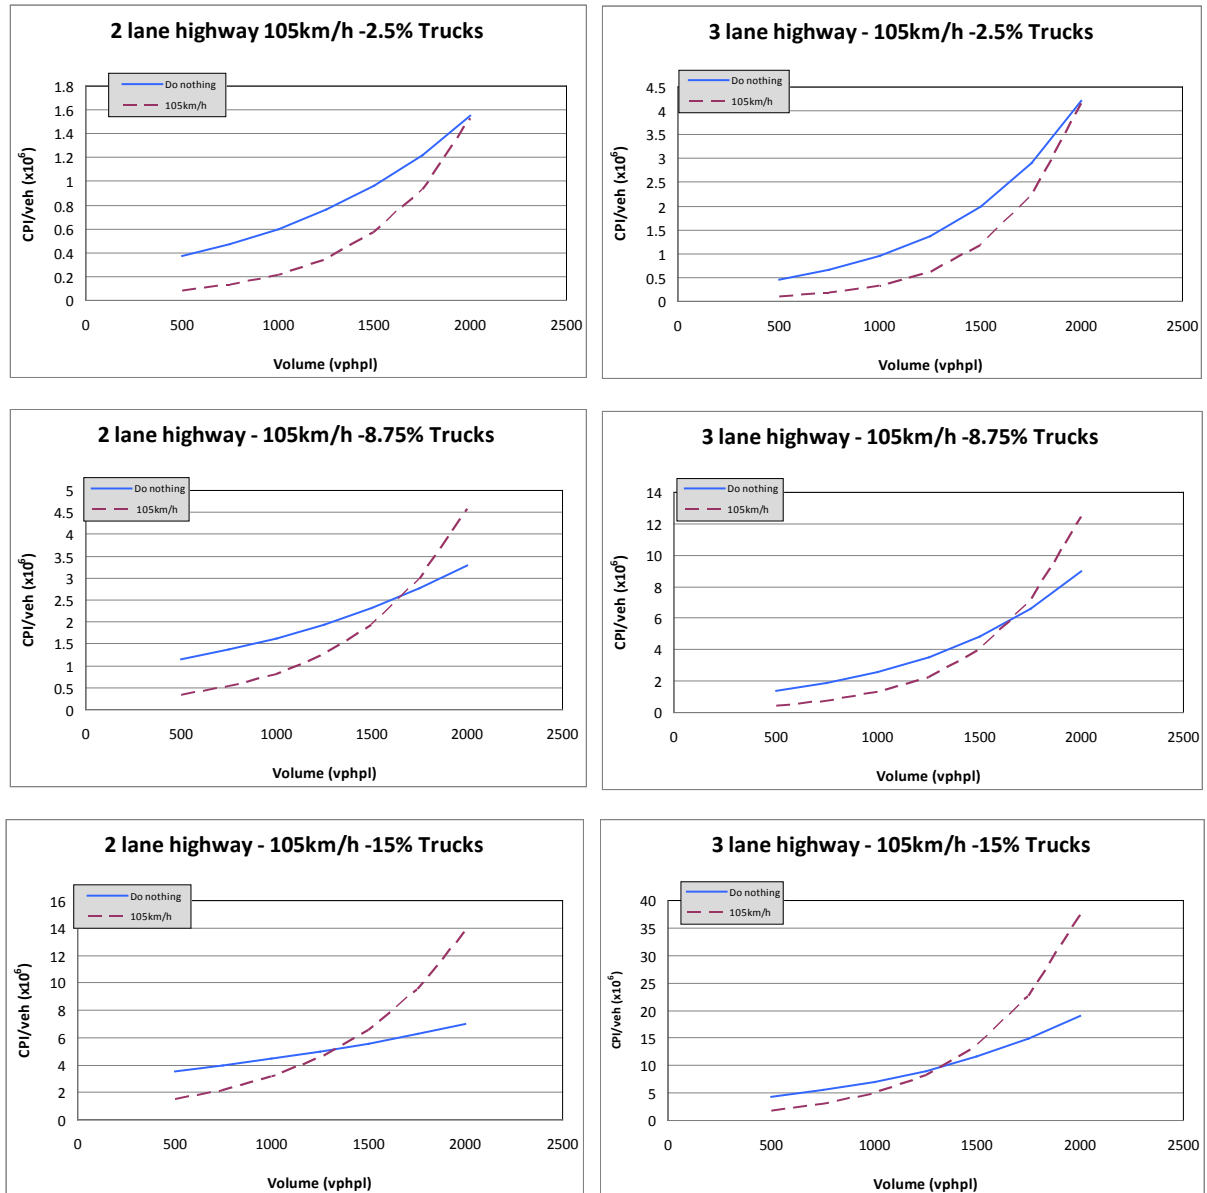 2 lane highway 105km/h -2.5% Trucks
Do nothing
105km/h
1.8
1.6
1.4
1.2
1
0.8
0.6
0.4
0.2
0
CPI/veh (x10⁶)
0 500 1000 1500 2000 2500
Volume (vphpl)
3 lane highway - 105km/h -2.5% Trucks
Do nothing
105km/h
4.5
4
3.5
3
2.5
2
1.5
1
0.5
0
CPI/veh (x10⁶)
0 500 1000 1500 2000 2500
Volume (vphpl)
2 lane highway - 105km/h -8.75% Trucks
Do nothing
105km/h
5
4.5
4
3.5
3
2.5
2
1.5
1
0.5
0
CPI/veh (x10⁶)
0 500 1000 1500 2000 2500
Volume (vphpl)
3 lane highway - 105km/h -8.75% Trucks
Do nothing
105km/h
14
12
10
8
6
4
2
0
CPI/veh (x10⁶)
0 500 1000 1500 2000 2500
Volume (vphpl)
2 lane highway - 105km/h -15% Trucks
Do nothing
105km/h
16
14
12
10
8
6
4
2
0
CPI/veh (x10⁶)
0 500 1000 1500 2000 2500
Volume (vphpl)
3 lane highway - 105km/h -15% Trucks
Do nothing
105km/h
40
35
30
25
20
15
10
5
0
CPI/veh (x10⁶)
0 500 1000 1500 2000 2500
Volume (vphpl)